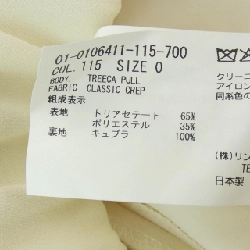 01-0106411-115-700
COL. 115 SIZE 0
BODY TREECA PULL
FABRIC CLASSIC CREP
組成表示
表地 トリアセテート 65%
ポリエステル 35%
裏地 キュプラ 100%
クリーニ
アイロン
同系色の
(株)リン
TE
日本製